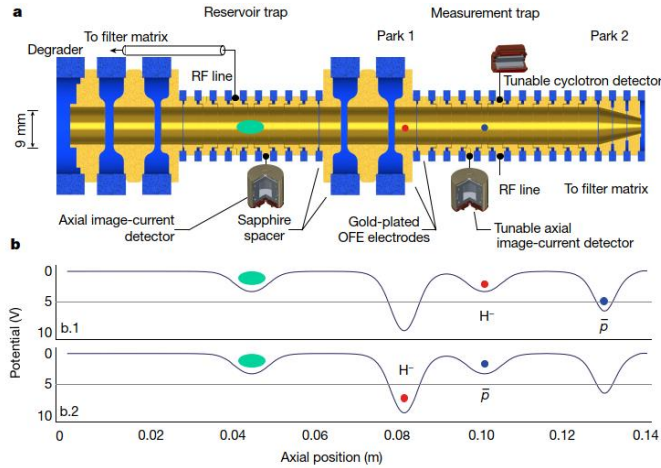 a
Reservoir trap
Measurement trap
To filter matrix
Park 1
Park 2
Degrader
RF line
Tunable cyclotron detector
9 mm
Axial image-current
detector
Sapphire
spacer
Gold-plated
OFE electrodes
RF line
To filter matrix
Tunable axial
image-current detector
b
Potential (V)
0
5
10
b.1
H⁻
p̅
0
5
10
b.2
H⁻
p̅
0
0.02
0.04
0.06
0.08
0.10
0.12
0.14
Axial position (m)